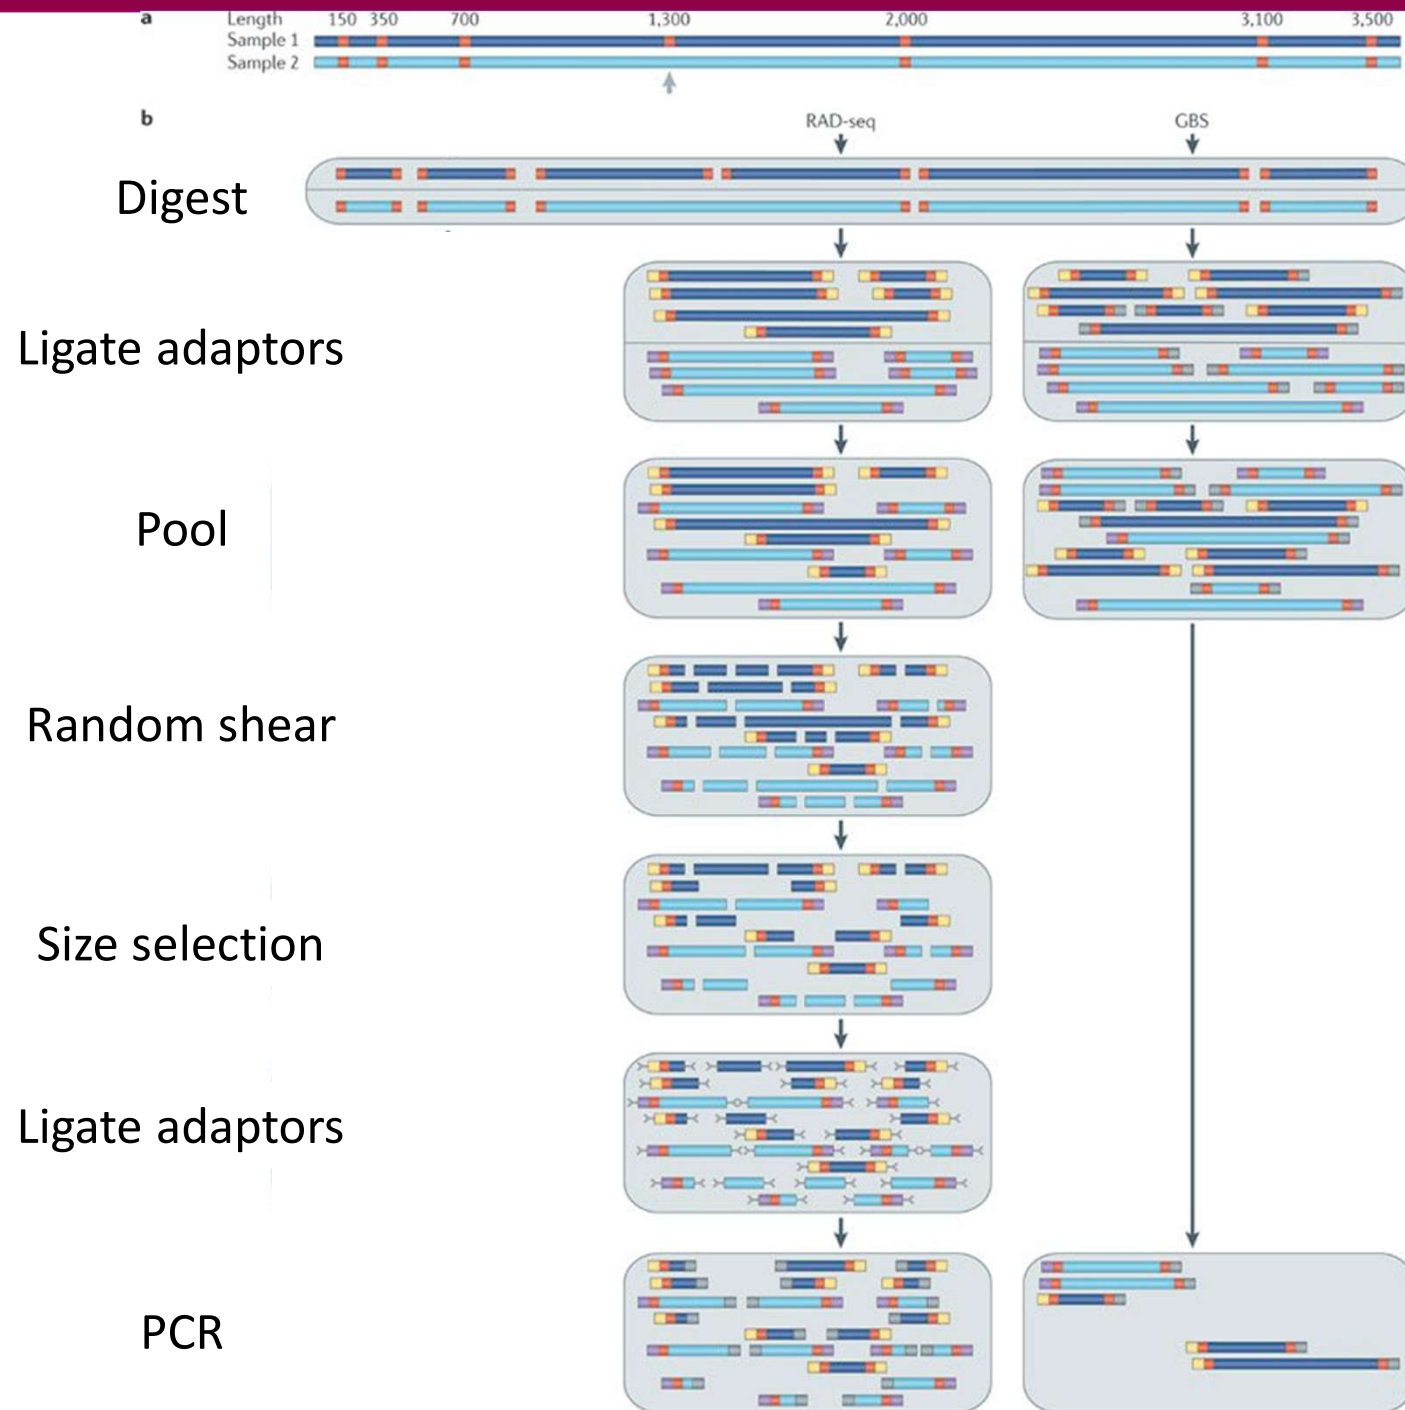 a
Length 150 350 700 1,300 2,000 3,100 3,500
Sample 1
Sample 2
b
RAD-seq GBS
Digest
Ligate adaptors
Pool
Random shear
Size selection
Ligate adaptors
PCR